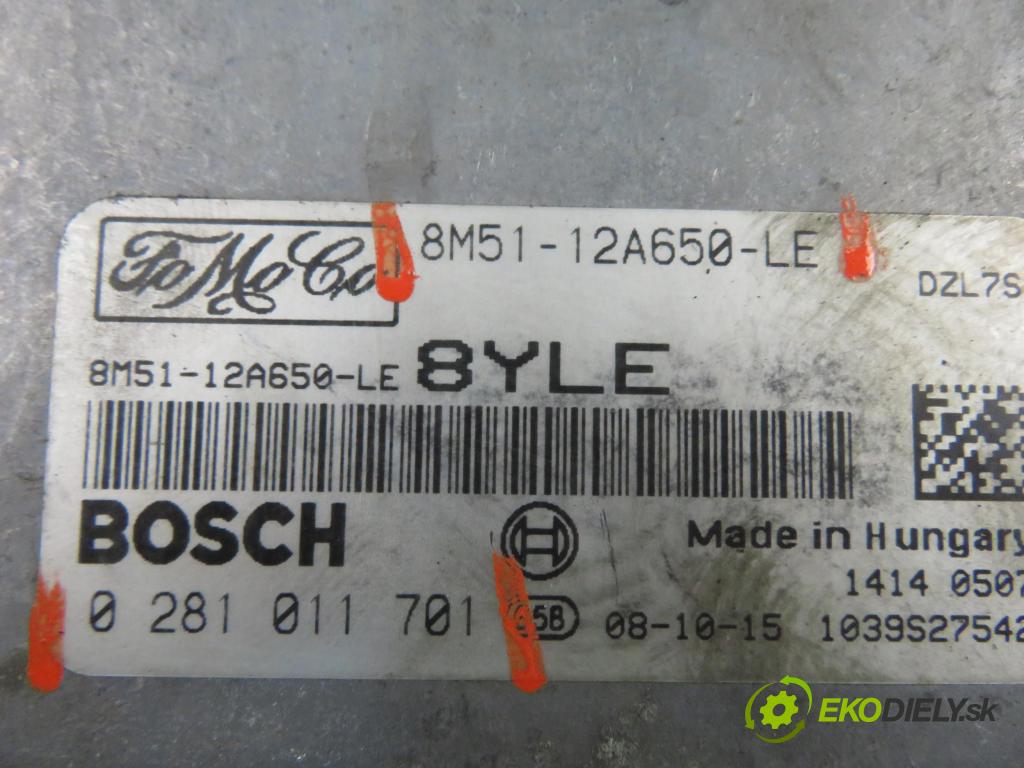 FoMoCo
8M51-12A650-LE
DZL7S
8M51-12A650-LE 8YLE
BOSCH
Made in Hungary
1414 0507
0 281 011 701
08-10-15 1039S27542
EKODIELY.sk